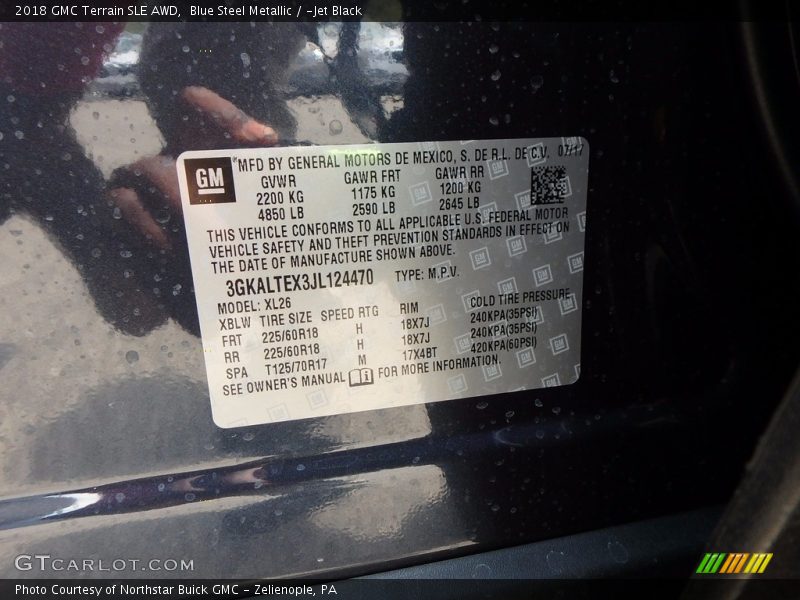 2018 GMC Terrain SLE AWD,  Blue Steel Metallic / -Jet Black
GM
*MFD BY GENERAL MOTORS DE MEXICO, S. DE R.L. DE C.V. 07/17
GVWR GAWR FRT GAWR RR
2200 KG 1175 KG 1200 KG
4850 LB 2590 LB 2645 LB
THIS VEHICLE CONFORMS TO ALL APPLICABLE U.S. FEDERAL MOTOR
VEHICLE SAFETY AND THEFT PREVENTION STANDARDS IN EFFECT ON
THE DATE OF MANUFACTURE SHOWN ABOVE.
3GKALTEX3JL124470 TYPE: M.P.V.
MODEL: XL26
XBLW TIRE SIZE SPEED RTG RIM COLD TIRE PRESSURE
FRT 225/60R18 H 18X7J 240KPA(35PSI)
RR 225/60R18 H 18X7J 240KPA(35PSI)
SPA T125/70R17 M 17X4BT 420KPA(60PSI)
SEE OWNER'S MANUAL FOR MORE INFORMATION.
GTCARLOT.COM
Photo Courtesy of Northstar Buick GMC - Zelienople, PA